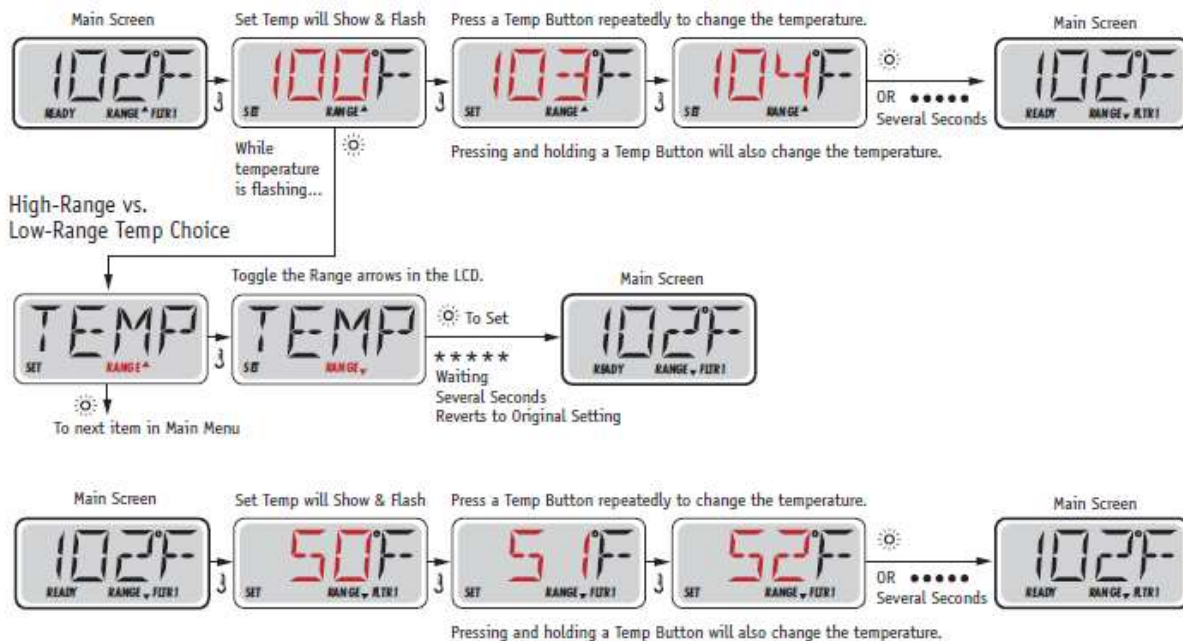 Main Screen
Set Temp will Show & Flash
Press a Temp Button repeatedly to change the temperature.
Main Screen
102°F
READY RANGE FLTR1
100°F
SET RANGE
103°F
SET RANGE
104°F
SET RANGE
OR
Several Seconds
102°F
READY RANGE FLTR1
While
temperature
is flashing...
Pressing and holding a Temp Button will also change the temperature.
High-Range vs.
Low-Range Temp Choice
Toggle the Range arrows in the LCD.
Main Screen
TEMP
SET RANGE
TEMP
SET RANGE
To Set
*****
Waiting
Several Seconds
Reverts to Original Setting
102°F
READY RANGE FLTR1
To next item in Main Menu
Main Screen
Set Temp will Show & Flash
Press a Temp Button repeatedly to change the temperature.
Main Screen
102°F
READY RANGE FLTR1
50°F
SET RANGE FLTR1
51°F
SET RANGE FLTR1
52°F
SET RANGE FLTR1
OR
Several Seconds
102°F
READY RANGE FLTR1
Pressing and holding a Temp Button will also change the temperature.